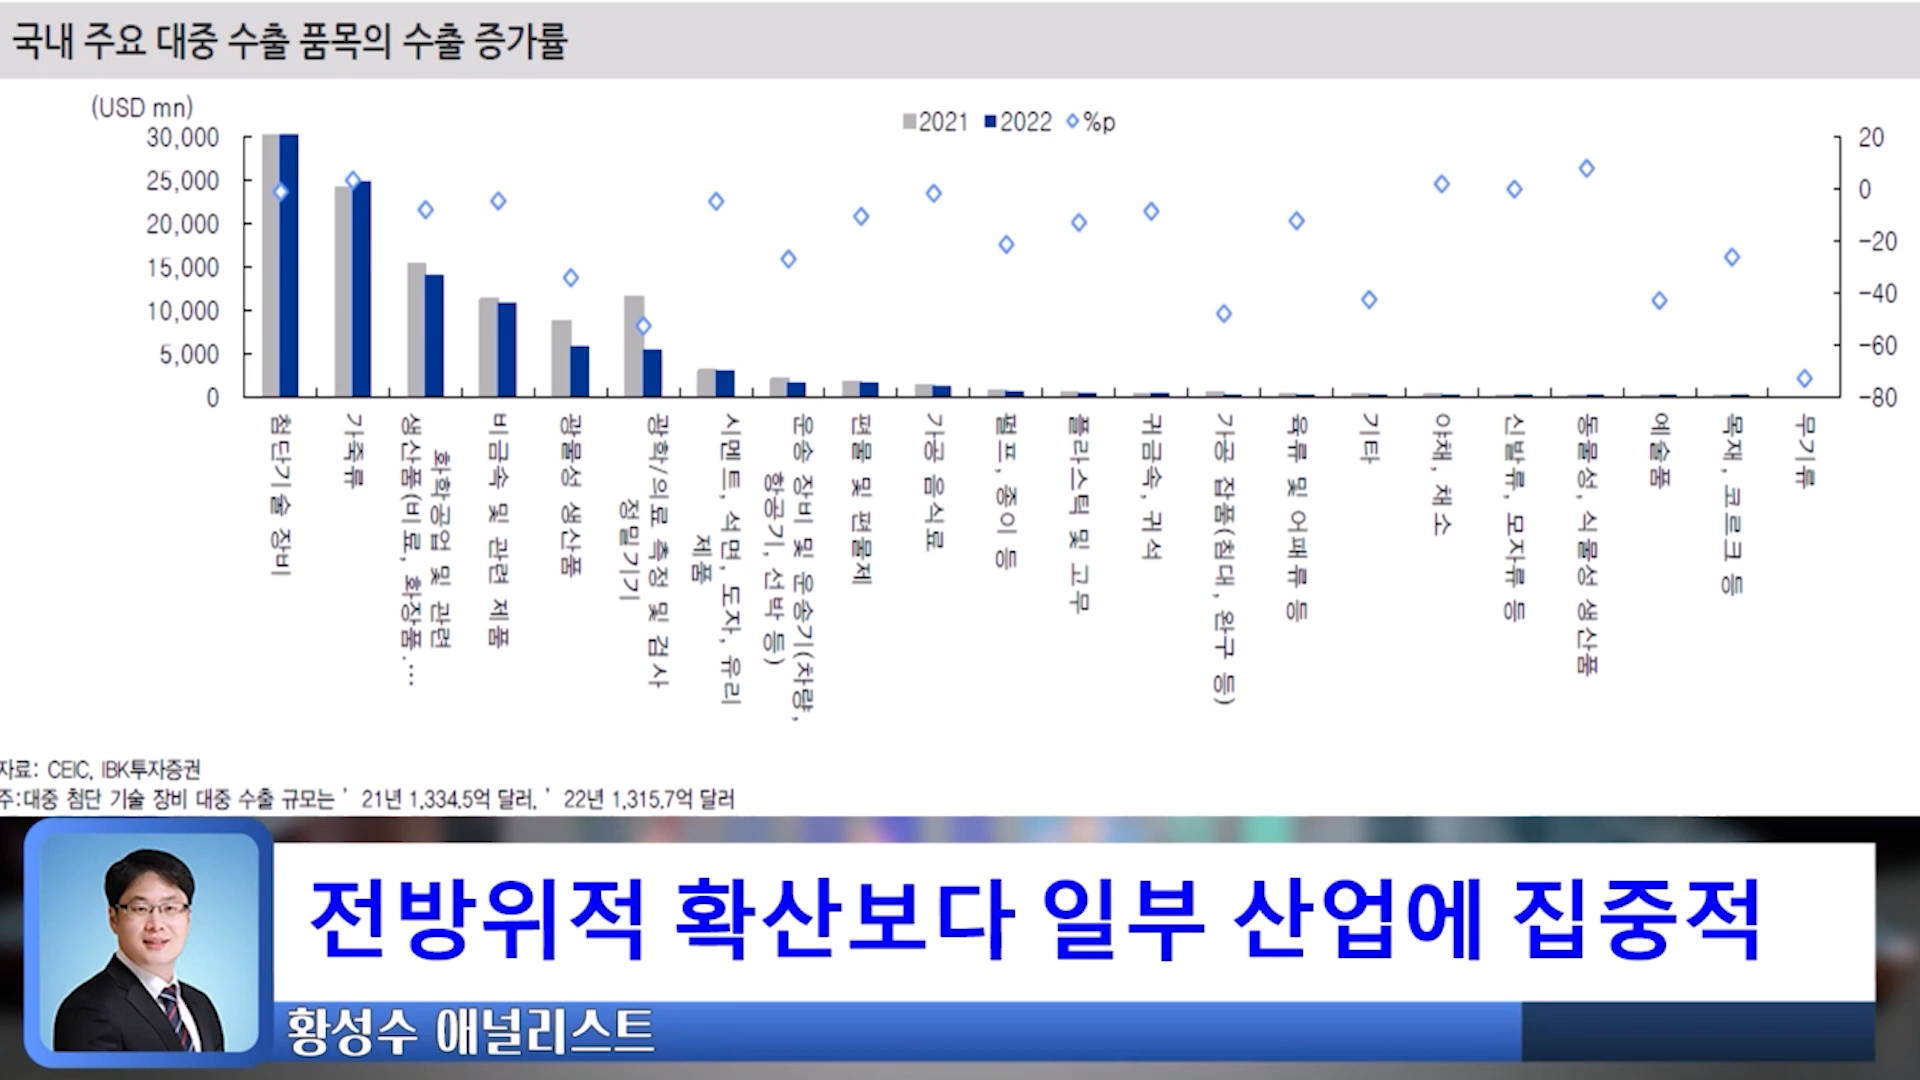 국내 주요 대중 수출 품목의 수출 증가률
(USD mn)
2021 2022 %p
30,000
25,000
20,000
15,000
10,000
5,000
0
20
0
-20
-40
-60
-80
첨단기술 장비
가죽류
화학공업 및 관련
생산품(비료, 화장품....
비금속 및 관련 제품
광물성 생산품
광학/의료 측정 및 검사
정밀기기
시멘트, 석면, 도자, 유리
제품
운송 장비 및 운송기(차량,
항공기, 선박 등)
편물 및 편물제
가공 음식료
펄프, 종이 등
플라스틱 및 고무
귀금속, 귀석
가공 잡품(침대, 완구 등)
육류 및 어패류 등
기타
야채, 채소
신발류, 모자류 등
동물성, 식물성 생산품
예술품
목재, 코르크 등
무기류
자료: CEIC, IBK투자증권
주:대중 첨단 기술 장비 대중 수출 규모는 ' 21년 1,334.5억 달러, ' 22년 1,315.7억 달러
전방위적 확산보다 일부 산업에 집중적
황성수 애널리스트